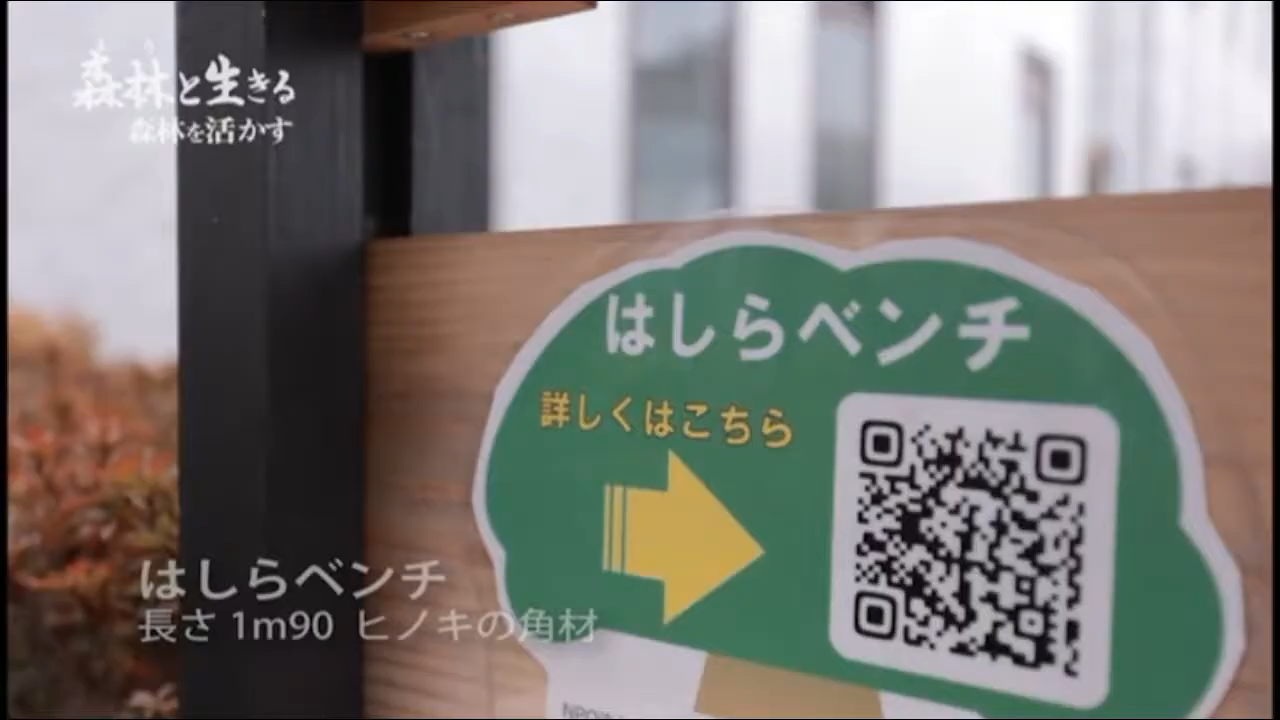 森林と生きる
森林を活かす
はしらベンチ
詳しくはこちら
はしらベンチ
長さ 1m90 ヒノキの角材